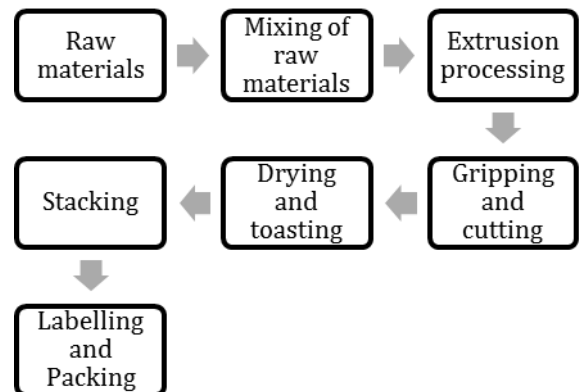 Raw
materials
Mixing of
raw
materials
Extrusion
processing
Gripping
and
cutting
Drying
and
toasting
Stacking
Labelling
and
Packing